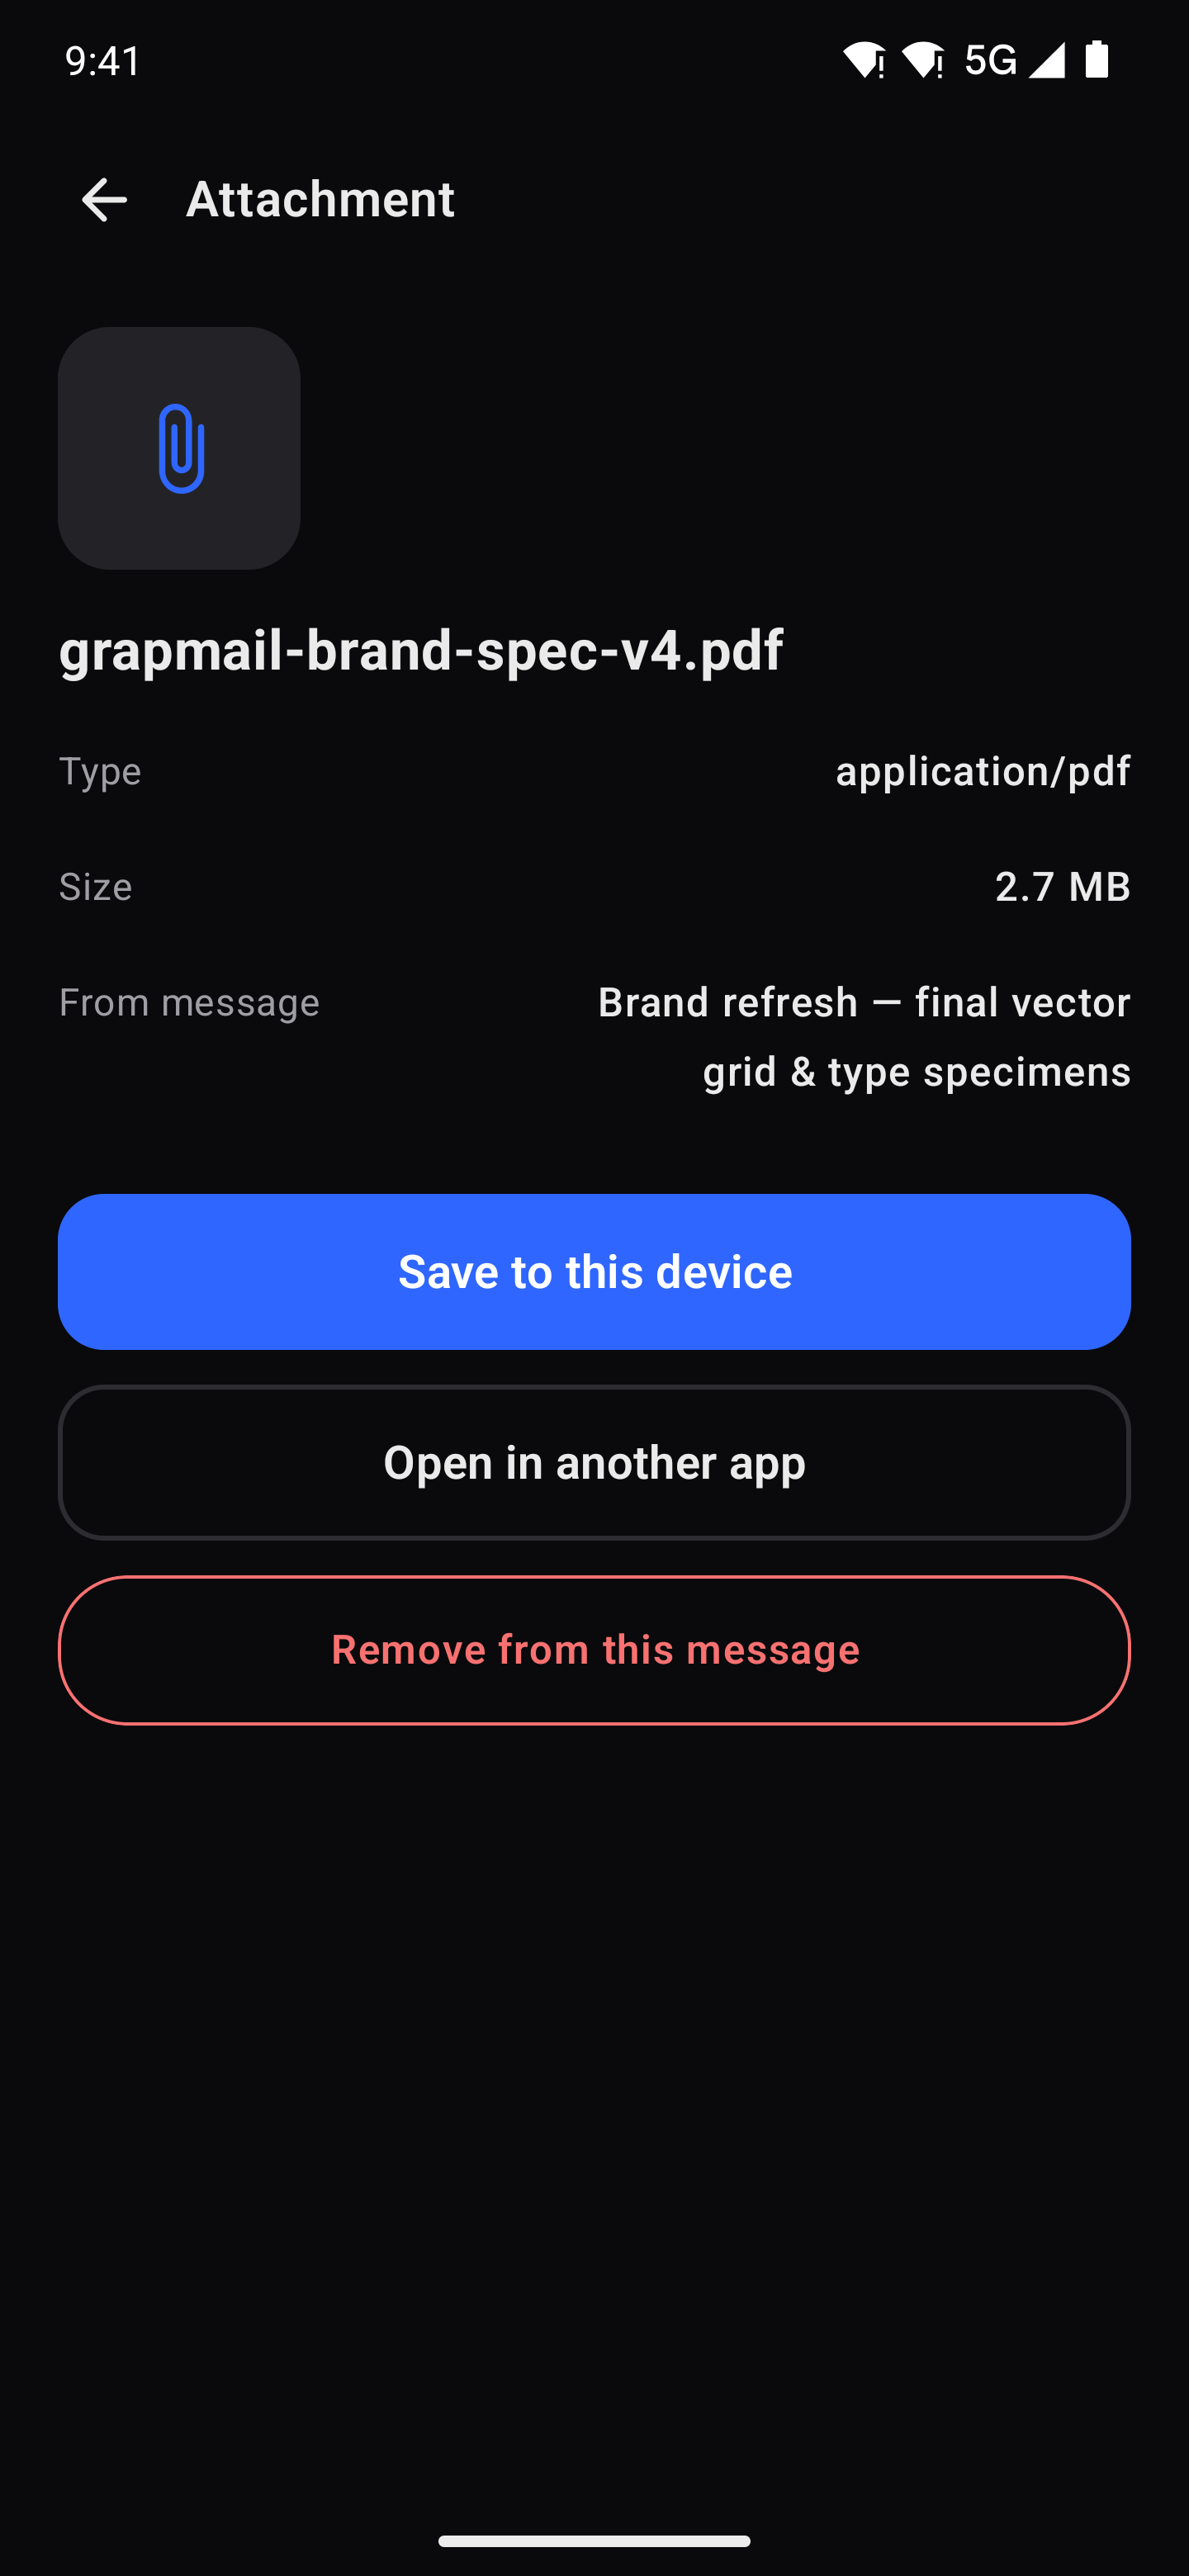 9:41
5G
Attachment
grapmail-brand-spec-v4.pdf
Type
application/pdf
Size
2.7 MB
From message
Brand refresh — final vector
grid & type specimens
Save to this device
Open in another app
Remove from this message